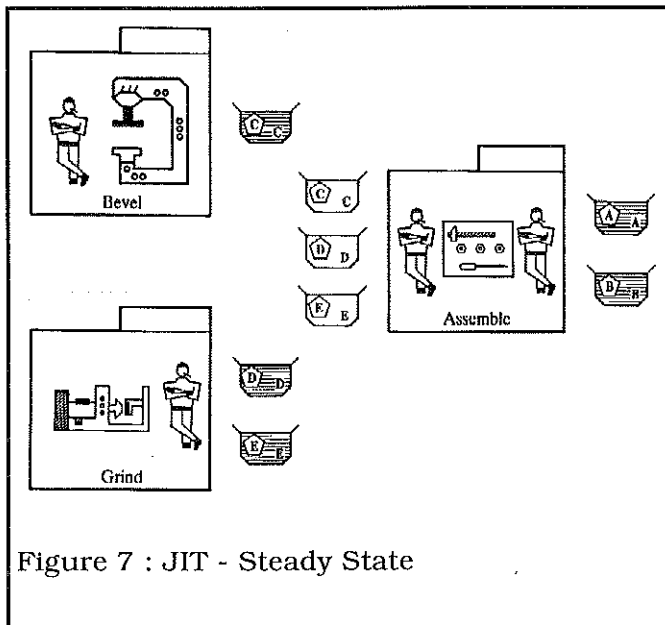 C C
Bevel
C C
D D
E E
A A
B B
Assemble
D D
E E
Grind
Figure 7 : JIT - Steady State